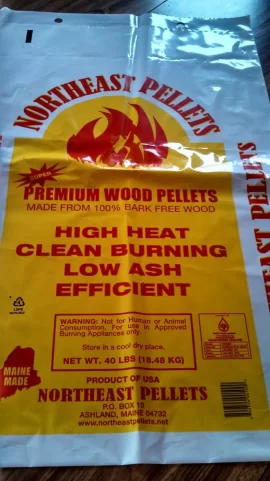 NORTHEAST PELLETS
SUPER
PREMIUM WOOD PELLETS
MADE FROM 100% BARK FREE WOOD
HIGH HEAT
CLEAN BURNING
LOW ASH
EFFICIENT
LDPE
WARNING: Not for Human or Animal
Consumption. For use in Approved
Burning Appliances only.
Store in a cool dry place.
NET WT. 40 LBS (18.48 KG)
MAINE
MADE
PRODUCT OF USA
NORTHEAST PELLETS
P.O. BOX 19
ASHLAND, MAINE 04732
www.northeastpellets.net
EAST PELLETS